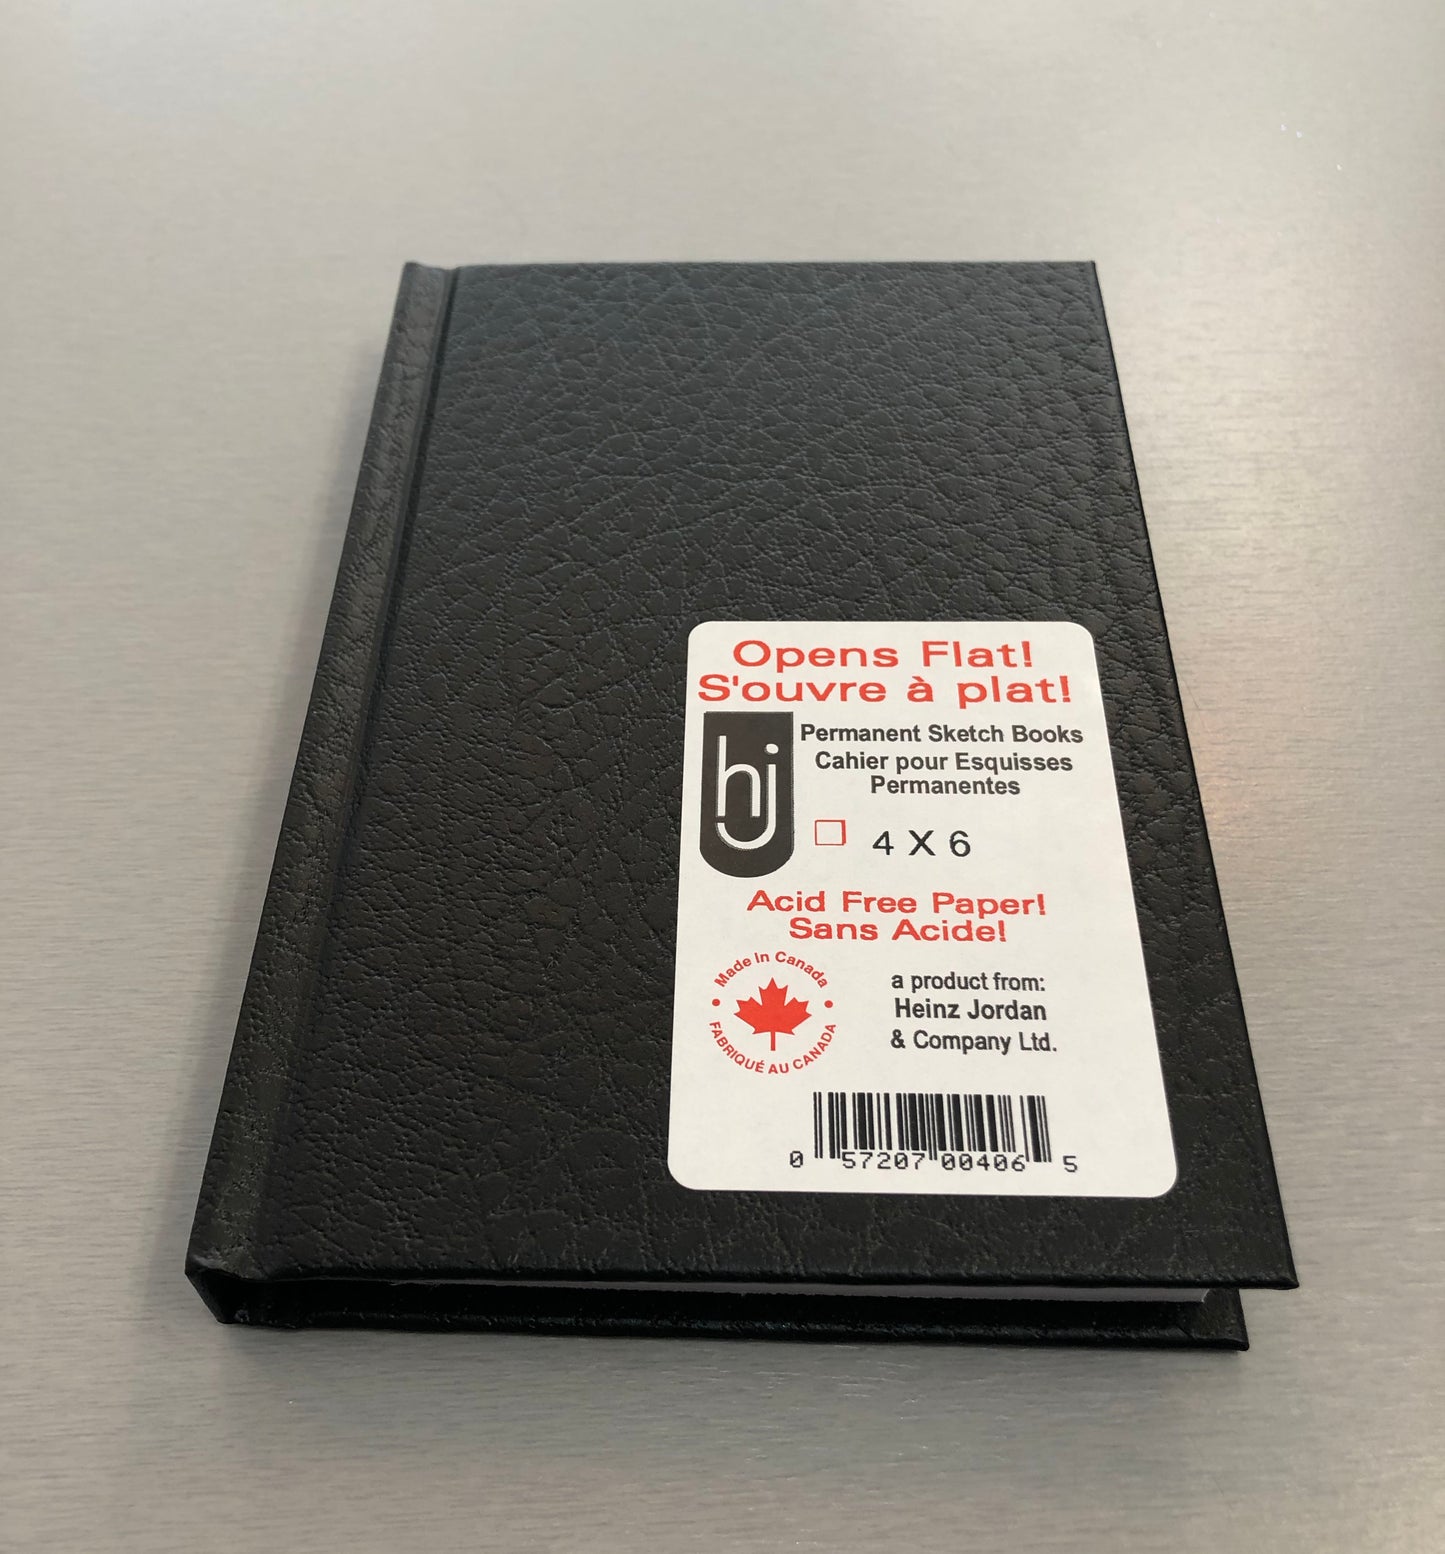 Opens Flat!
S'ouvre à plat!
hj
Permanent Sketch Books
Cahier pour Esquisses
Permanentes
4 X 6
Acid Free Paper!
Sans Acide!
Made In Canada
FABRIQUÉ AU CANADA
a product from:
Heinz Jordan
& Company Ltd.
0 57207 00406 5